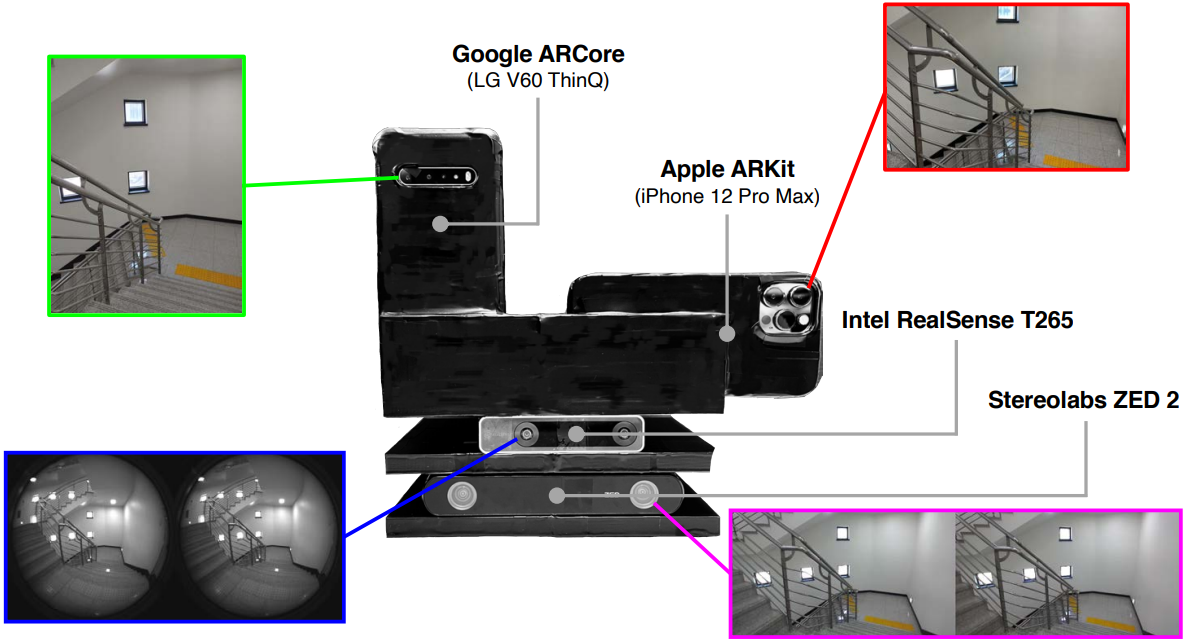 Google ARCore
(LG V60 ThinQ)
Apple ARKit
(iPhone 12 Pro Max)
Intel RealSense T265
Stereolabs ZED 2